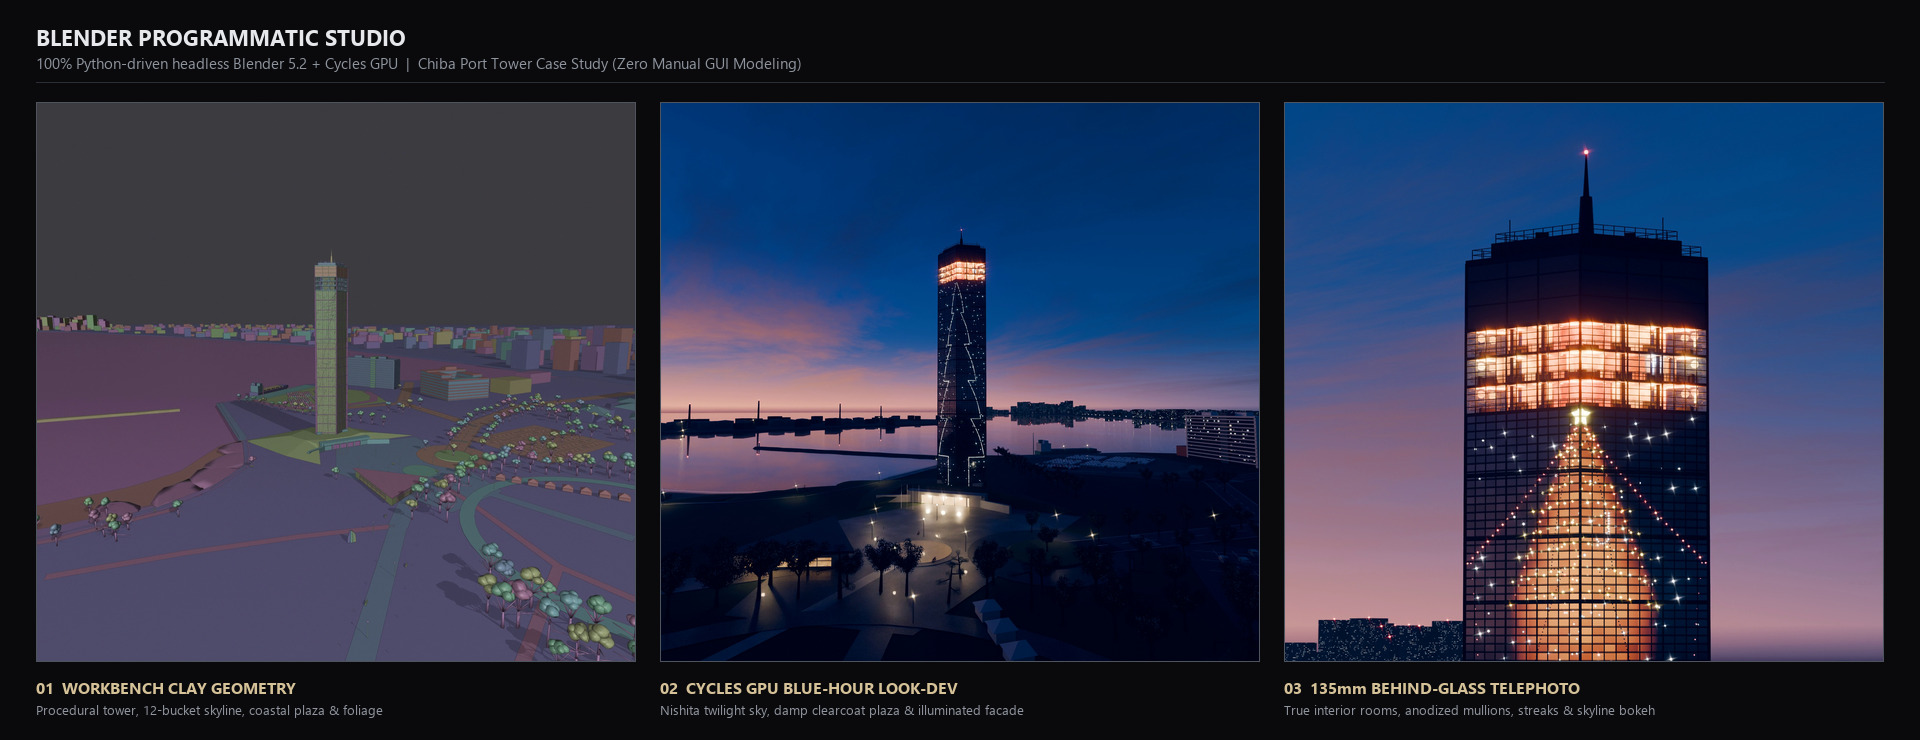 BLENDER PROGRAMMATIC STUDIO
100% Python-driven headless Blender 5.2 + Cycles GPU | Chiba Port Tower Case Study (Zero Manual GUI Modeling)
01 WORKBENCH CLAY GEOMETRY
Procedural tower, 12-bucket skyline, coastal plaza & foliage
02 CYCLES GPU BLUE-HOUR LOOK-DEV
Nishita twilight sky, damp clearcoat plaza & illuminated facade
03 135mm BEHIND-GLASS TELEPHOTO
True interior rooms, anodized mullions, streaks & skyline bokeh